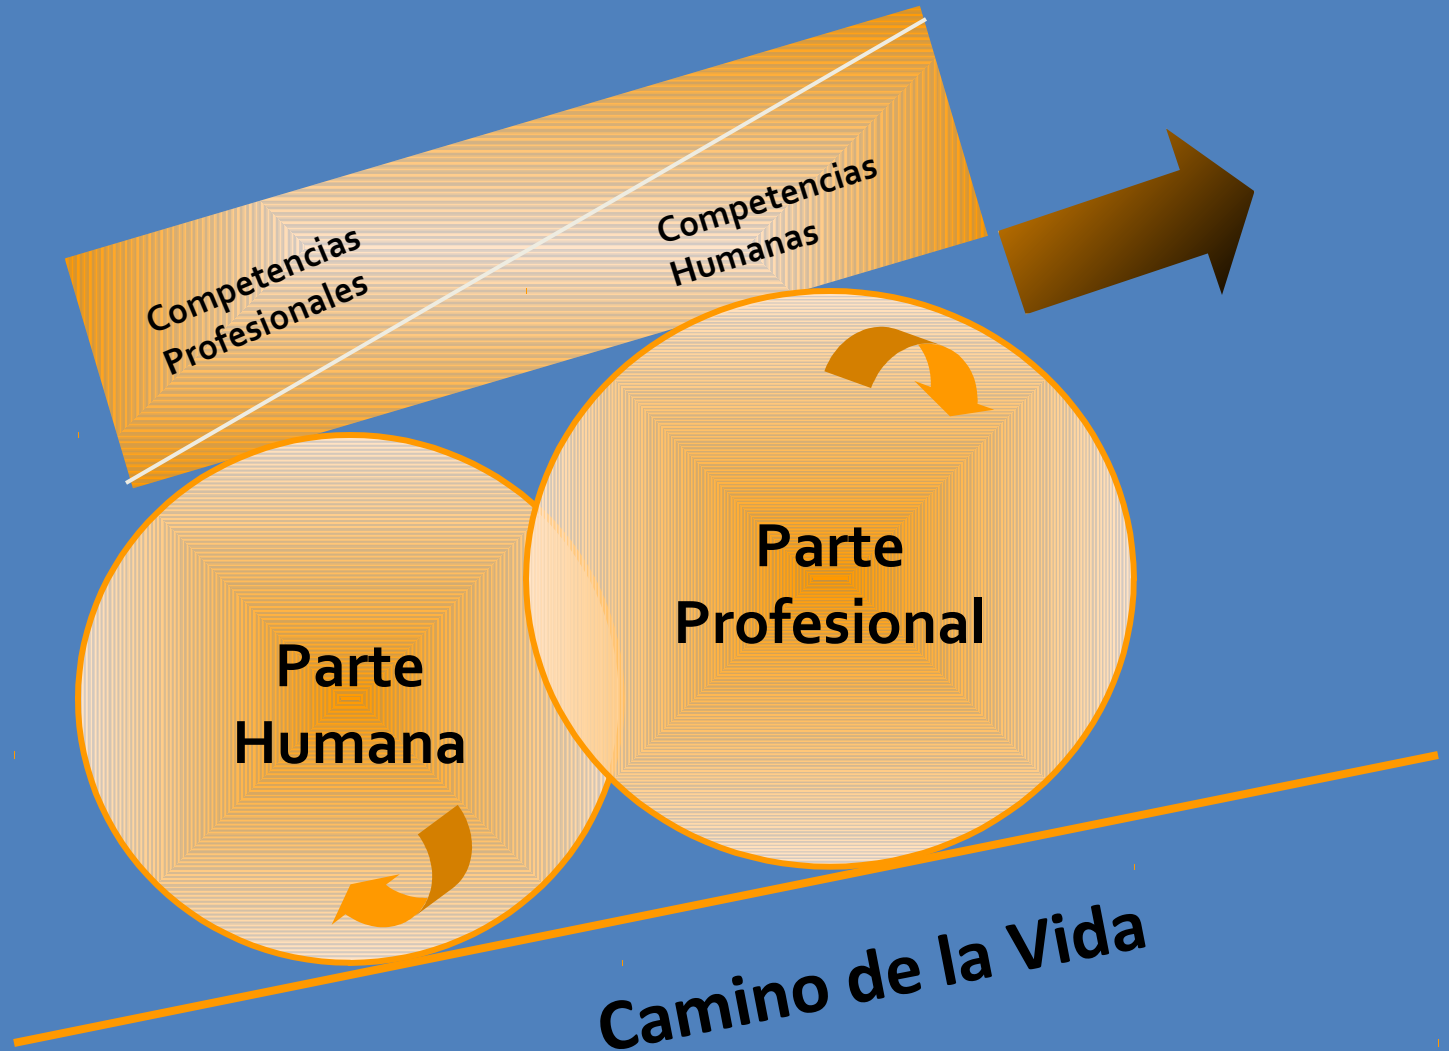 Competencias
Profesionales
Competencias
Humanas
Parte
Profesional
Parte
Humana
Camino de la Vida